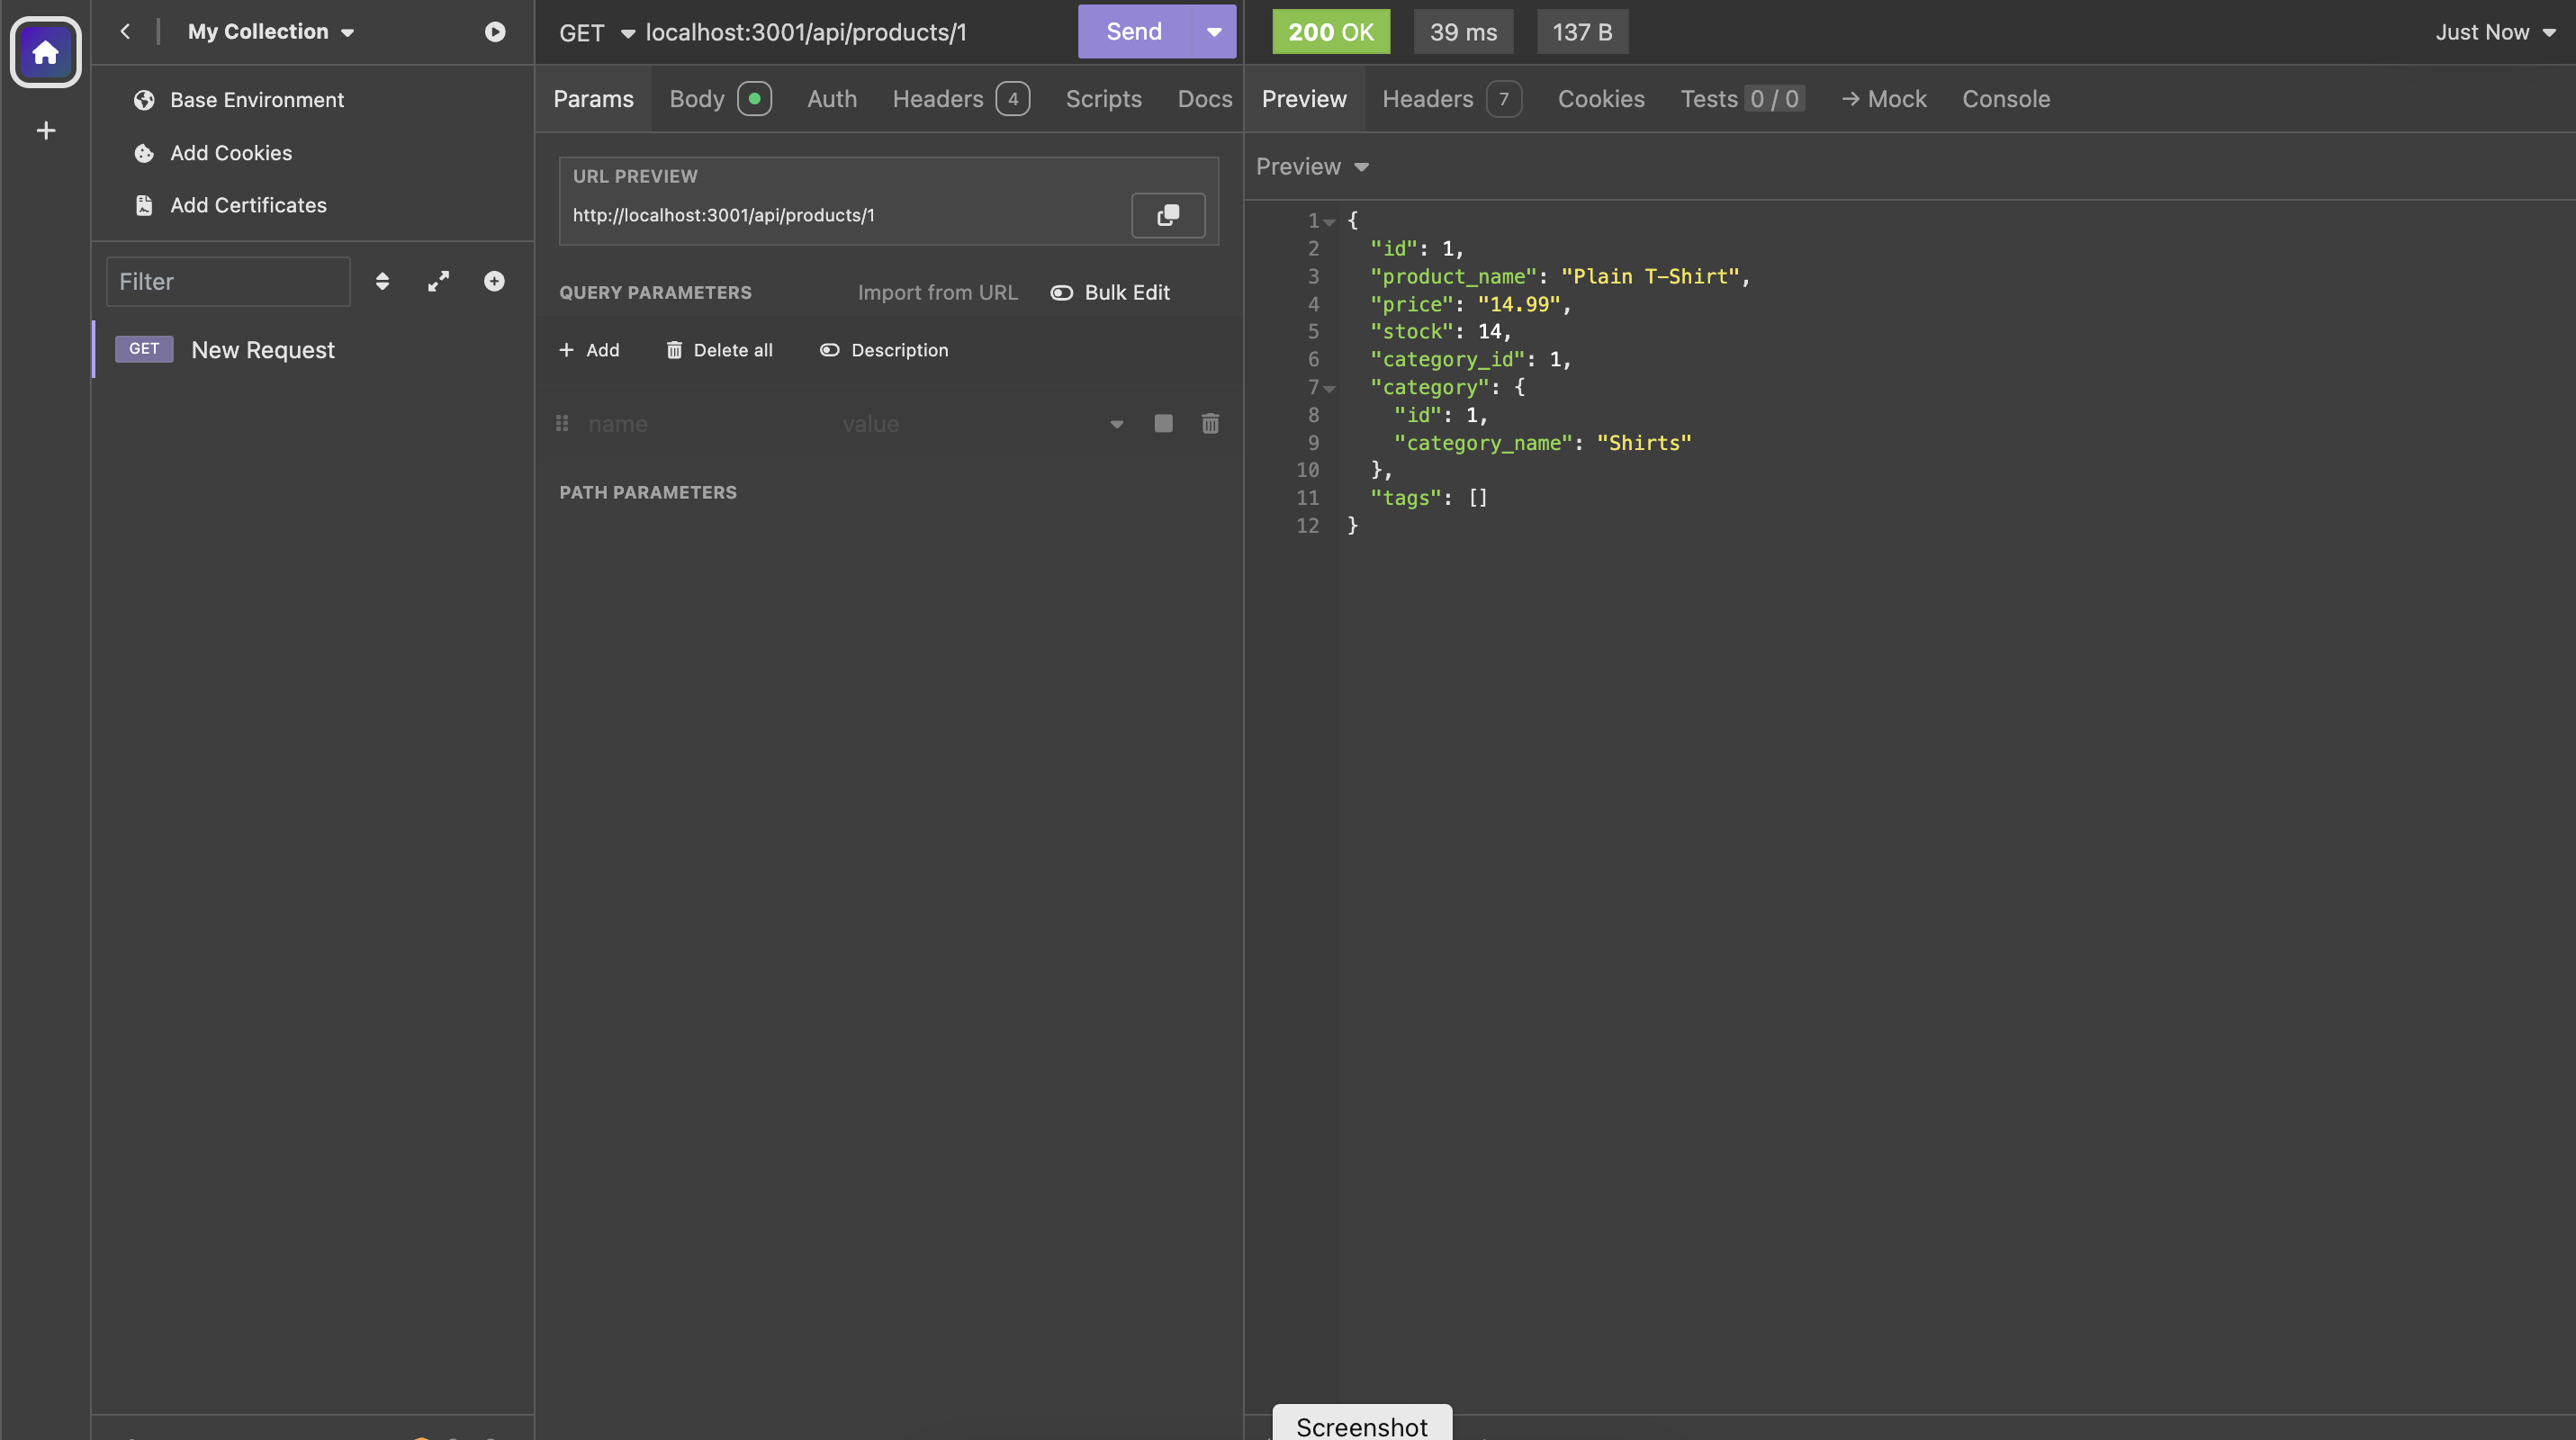 My Collection
Base Environment
Add Cookies
Add Certificates
Filter
GET New Request
GET localhost:3001/api/products/1 Send
Params Body Auth Headers 4 Scripts Docs
URL PREVIEW
http://localhost:3001/api/products/1
QUERY PARAMETERS Import from URL Bulk Edit
+ Add Delete all Description
name value
PATH PARAMETERS
200 OK 39 ms 137 B Just Now
Preview Headers 7 Cookies Tests 0 / 0 → Mock Console
Preview
1 {
2 "id": 1,
3 "product_name": "Plain T-Shirt",
4 "price": "14.99",
5 "stock": 14,
6 "category_id": 1,
7 "category": {
8 "id": 1,
9 "category_name": "Shirts"
10 },
11 "tags": []
12 }
Screenshot